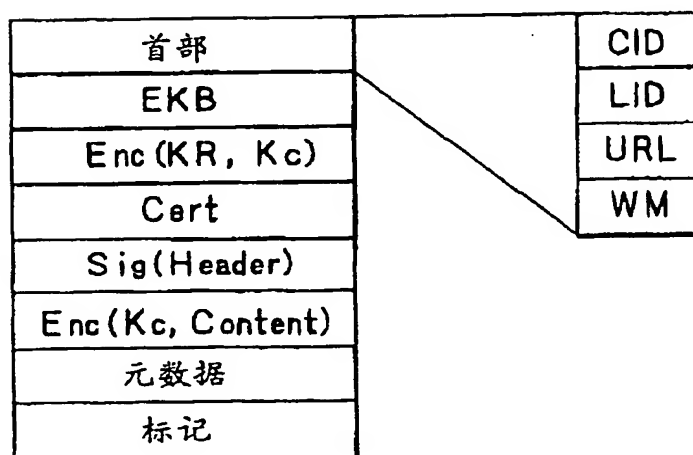 首部
EKB
Enc(KR, Kc)
Cert
Sig(Header)
Enc(Kc, Content)
元数据
标记
CID
LID
URL
WM